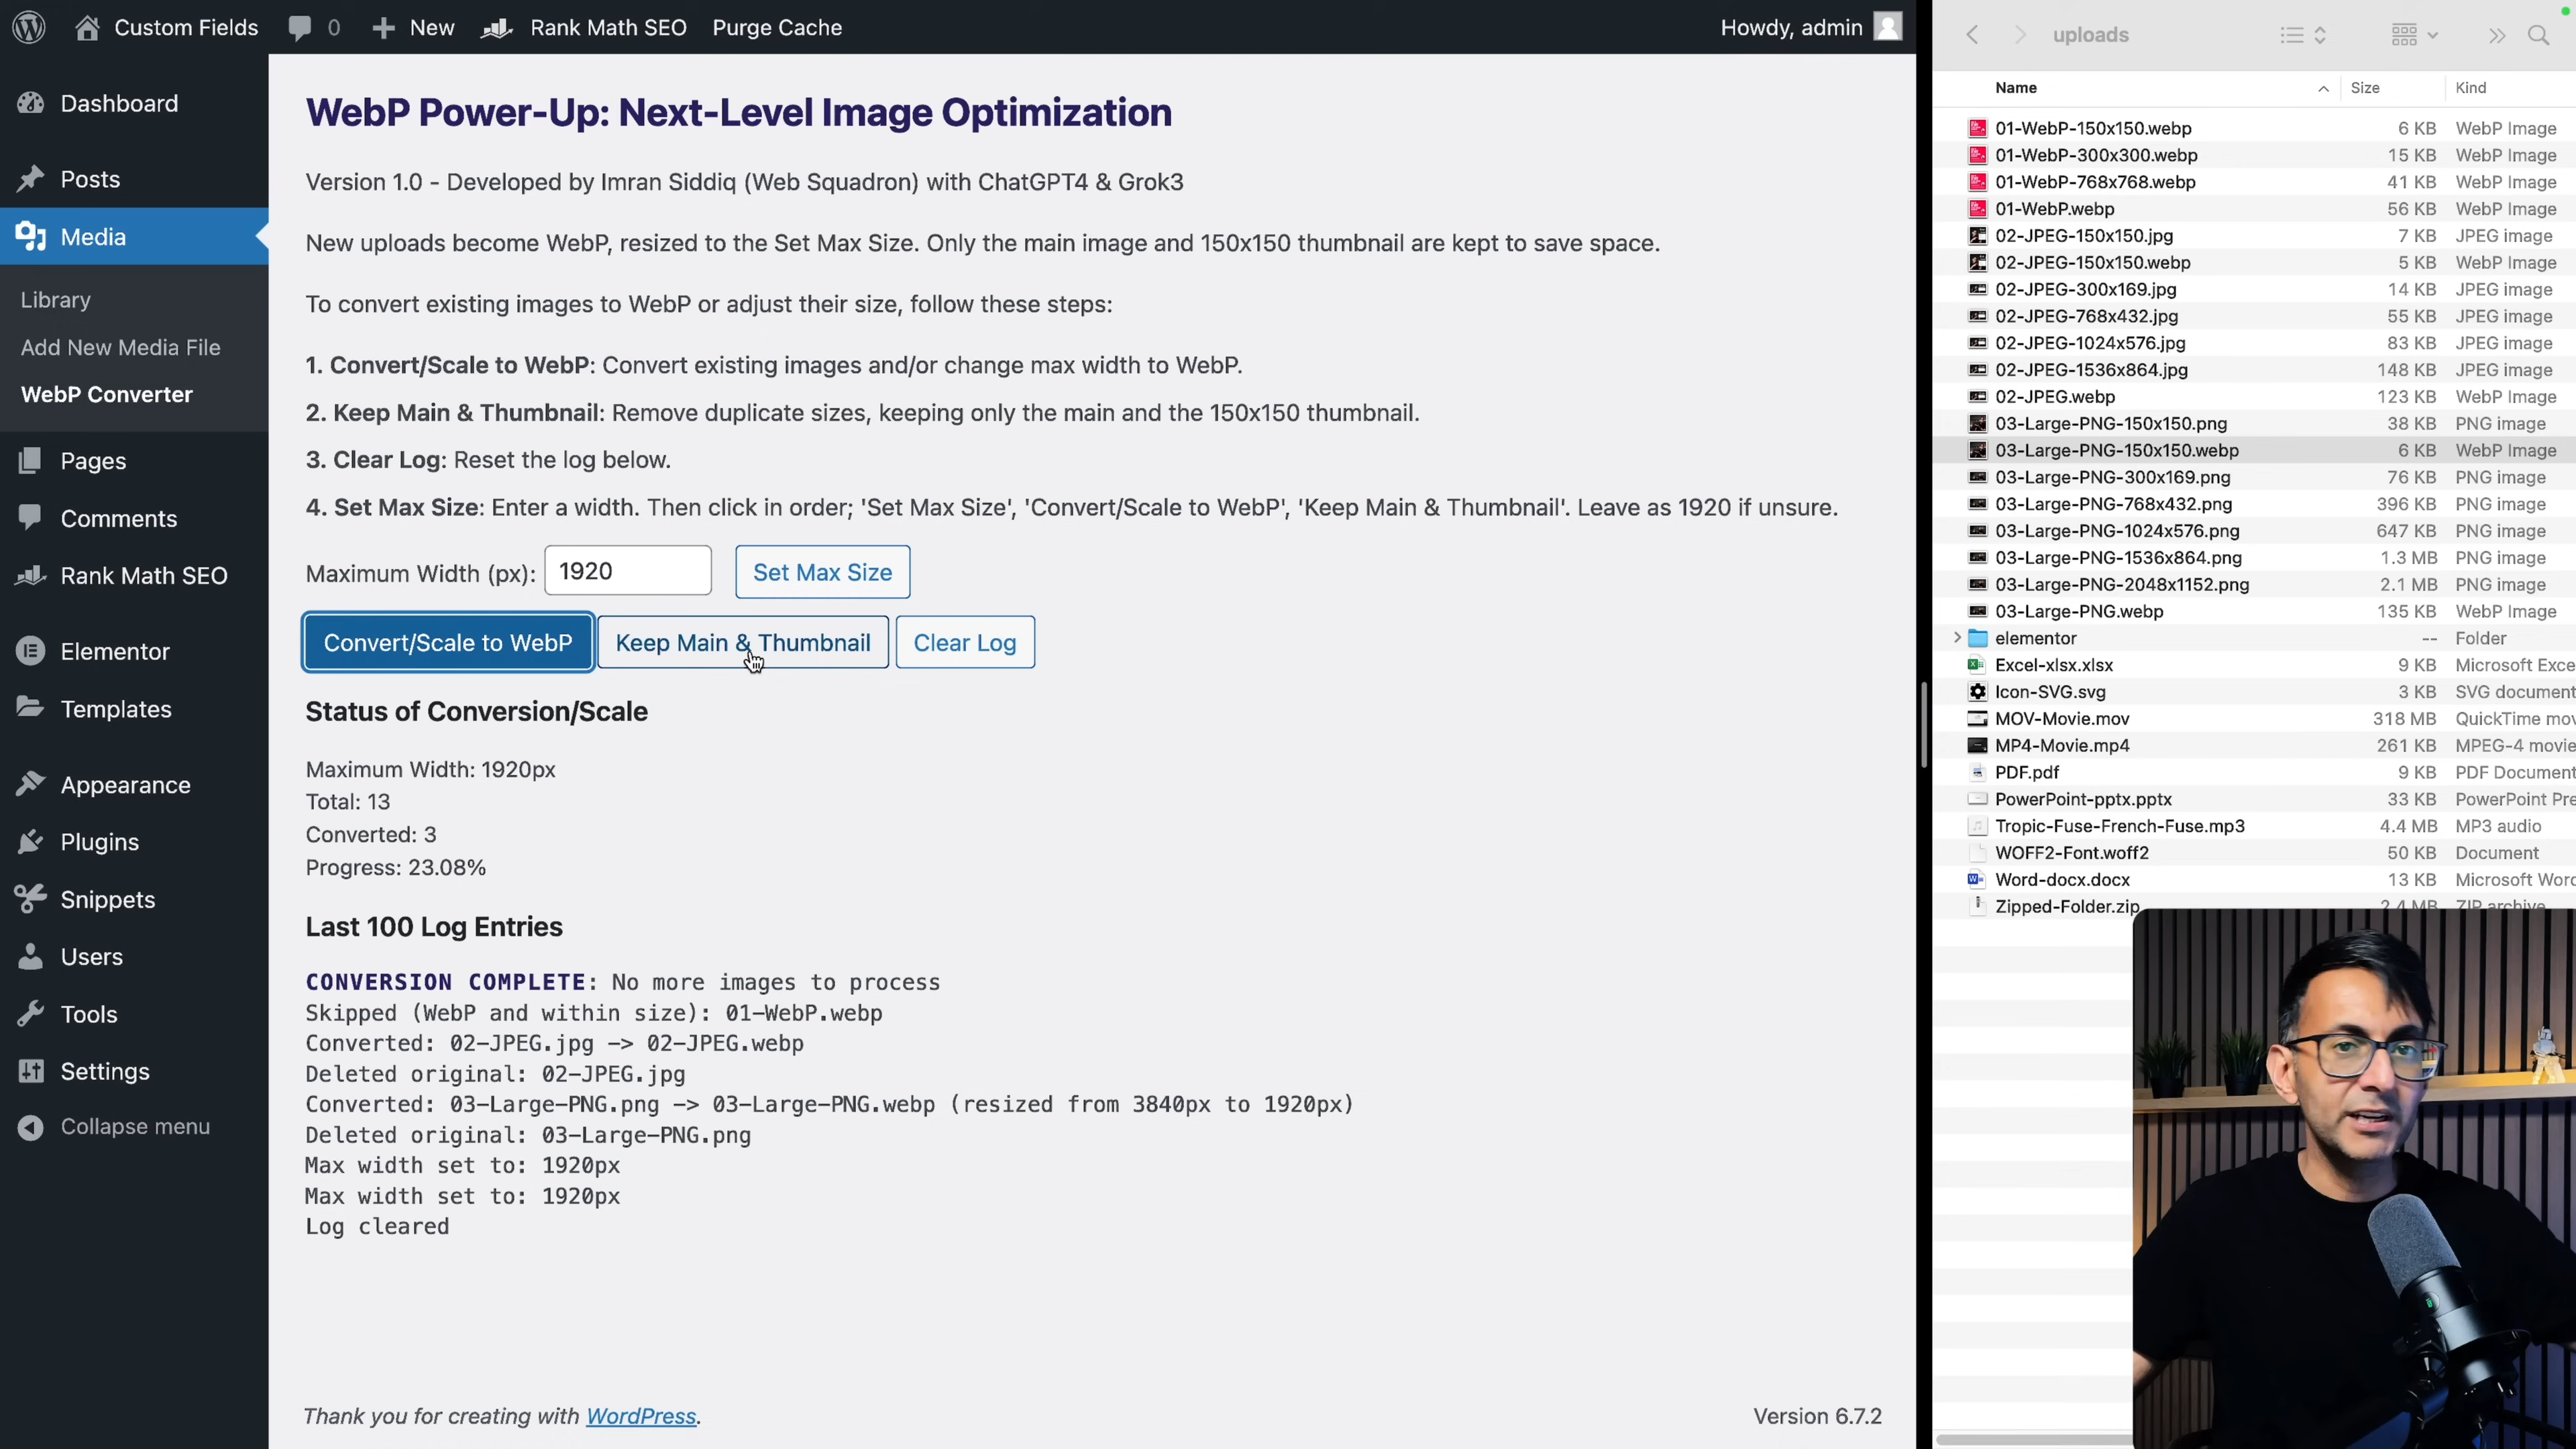 Custom Fields
0
New
Rank Math SEO
Purge Cache
Howdy, admin
Dashboard
Posts
Media
Library
Add New Media File
WebP Converter
Pages
Comments
Rank Math SEO
Elementor
Templates
Appearance
Plugins
Snippets
Users
Tools
Settings
Collapse menu
WebP Power-Up: Next-Level Image Optimization
Version 1.0 - Developed by Imran Siddiq (Web Squadron) with ChatGPT4 & Grok3
New uploads become WebP, resized to the Set Max Size. Only the main image and 150x150 thumbnail are kept to save space.
To convert existing images to WebP or adjust their size, follow these steps:
1. Convert/Scale to WebP: Convert existing images and/or change max width to WebP.
2. Keep Main & Thumbnail: Remove duplicate sizes, keeping only the main and the 150x150 thumbnail.
3. Clear Log: Reset the log below.
4. Set Max Size: Enter a width. Then click in order; 'Set Max Size', 'Convert/Scale to WebP', 'Keep Main & Thumbnail'. Leave as 1920 if unsure.
Maximum Width (px): 1920 Set Max Size
Convert/Scale to WebP Keep Main & Thumbnail Clear Log
Status of Conversion/Scale
Maximum Width: 1920px
Total: 13
Converted: 3
Progress: 23.08%
Last 100 Log Entries
CONVERSION COMPLETE: No more images to process
Skipped (WebP and within size): 01-WebP.webp
Converted: 02-JPEG.jpg -> 02-JPEG.webp
Deleted original: 02-JPEG.jpg
Converted: 03-Large-PNG.png -> 03-Large-PNG.webp (resized from 3840px to 1920px)
Deleted original: 03-Large-PNG.png
Max width set to: 1920px
Max width set to: 1920px
Log cleared
Thank you for creating with WordPress.
Version 6.7.2
uploads
Name Size Kind
01-WebP-150x150.webp 6 KB WebP Image
01-WebP-300x300.webp 15 KB WebP Image
01-WebP-768x768.webp 41 KB WebP Image
01-WebP.webp 56 KB WebP Image
02-JPEG-150x150.jpg 7 KB JPEG image
02-JPEG-150x150.webp 5 KB WebP Image
02-JPEG-300x169.jpg 14 KB JPEG image
02-JPEG-768x432.jpg 55 KB JPEG image
02-JPEG-1024x576.jpg 83 KB JPEG image
02-JPEG-1536x864.jpg 148 KB JPEG image
02-JPEG.webp 123 KB WebP Image
03-Large-PNG-150x150.png 38 KB PNG image
03-Large-PNG-150x150.webp 6 KB WebP Image
03-Large-PNG-300x169.png 76 KB PNG image
03-Large-PNG-768x432.png 396 KB PNG image
03-Large-PNG-1024x576.png 647 KB PNG image
03-Large-PNG-1536x864.png 1.3 MB PNG image
03-Large-PNG-2048x1152.png 2.1 MB PNG image
03-Large-PNG.webp 135 KB WebP Image
elementor -- Folder
Excel-xlsx.xlsx 9 KB Microsoft Exce
Icon-SVG.svg 3 KB SVG document
MOV-Movie.mov 318 MB QuickTime mov
MP4-Movie.mp4 261 KB MPEG-4 movie
PDF.pdf 9 KB PDF Document
PowerPoint-pptx.pptx 33 KB PowerPoint Pre
Tropic-Fuse-French-Fuse.mp3 4.4 MB MP3 audio
WOFF2-Font.woff2 50 KB Document
Word-docx.docx 13 KB Microsoft Word
Zipped-Folder.zip 2.4 MB ZIP archive